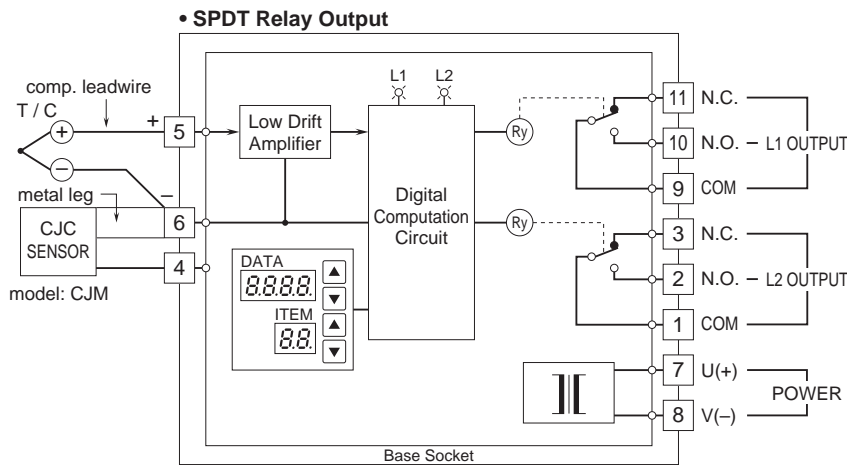 • SPDT Relay Output
comp. leadwire
T / C
+
–
+
–
metal leg
CJC
SENSOR
model: CJM
5
6
4
Low Drift
Amplifier
L1 L2
Digital
Computation
Circuit
DATA
8.8.8.8.
ITEM
8.8.
▲
▼
▲
▼
Ry
Ry
11 N.C.
10 N.O. L1 OUTPUT
9 COM
3 N.C.
2 N.O. L2 OUTPUT
1 COM
7 U(+)
POWER
8 V(–)
Base Socket